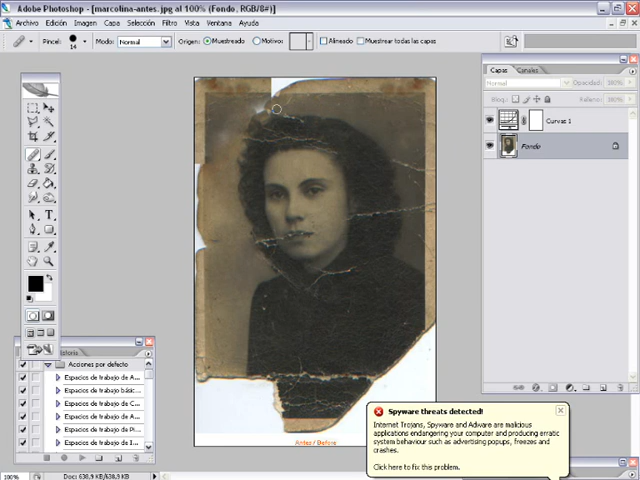 Adobe Photoshop - [marcolina-antes.jpg al 100% (Fondo, RGB/8#)]
Archivo Edición Imagen Capa Selección Filtro Vista Ventana Ayuda
Pincel: 14 Modo: Normal Origen: Muestreado Motivo: Alineado Muestrear todas las capas
Capas Canales
Normal Opacidad: 100%
Bloq.: Relleno: 100%
Curvas 1
Fondo
Historia
Acciones por defecto
Espacios de trabajo de A...
Espacios de trabajo básic...
Espacios de trabajo de C...
Espacios de trabajo de A...
Espacios de trabajo de Pi...
Espacios de trabajo de I...
Antes / Before
Spyware threats detected!
Internet Trojans, Spyware and Adware are malicious
applications endangering your computer and producing erratic
system behaviour such as advertising popups, freezes and
crashes.
Click here to fix this problem.
100% Doc: 638,9 KB/638,9 KB